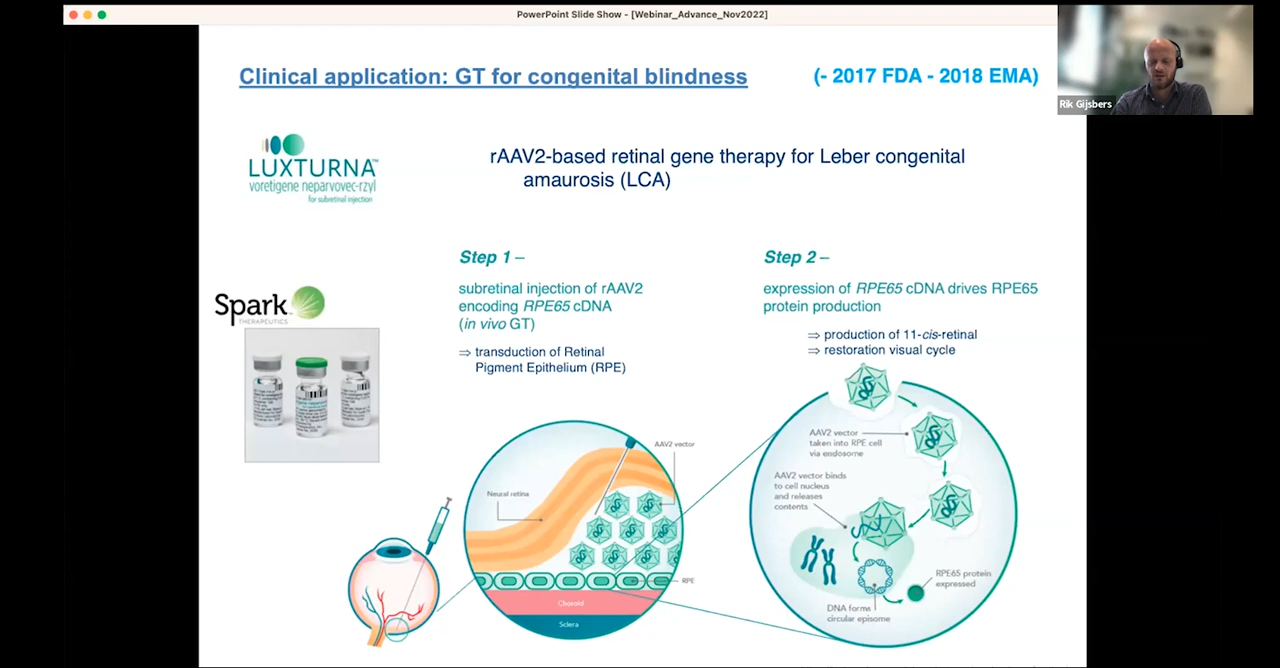 PowerPoint Slide Show - [Webinar_Advance_Nov2022]
Rik Gijsbers
Clinical application: GT for congenital blindness
(- 2017 FDA - 2018 EMA)
LUXTURNA™
voretigene neparvovec-rzyl
for subretinal injection
rAAV2-based retinal gene therapy for Leber congenital
amaurosis (LCA)
Spark
THERAPEUTICS
Step 1 –
subretinal injection of rAAV2
encoding RPE65 cDNA
(in vivo GT)
⇒ transduction of Retinal
Pigment Epithelium (RPE)
Step 2 –
expression of RPE65 cDNA drives RPE65
protein production
⇒ production of 11-cis-retinal
⇒ restoration visual cycle
AAV2 vector
Neural retina
RPE
Choroid
Sclera
AAV2 vector
taken into RPE cell
via endosome
AAV2 vector binds
to cell nucleus
and releases
contents
RPE65 protein
expressed
DNA forms
circular episome